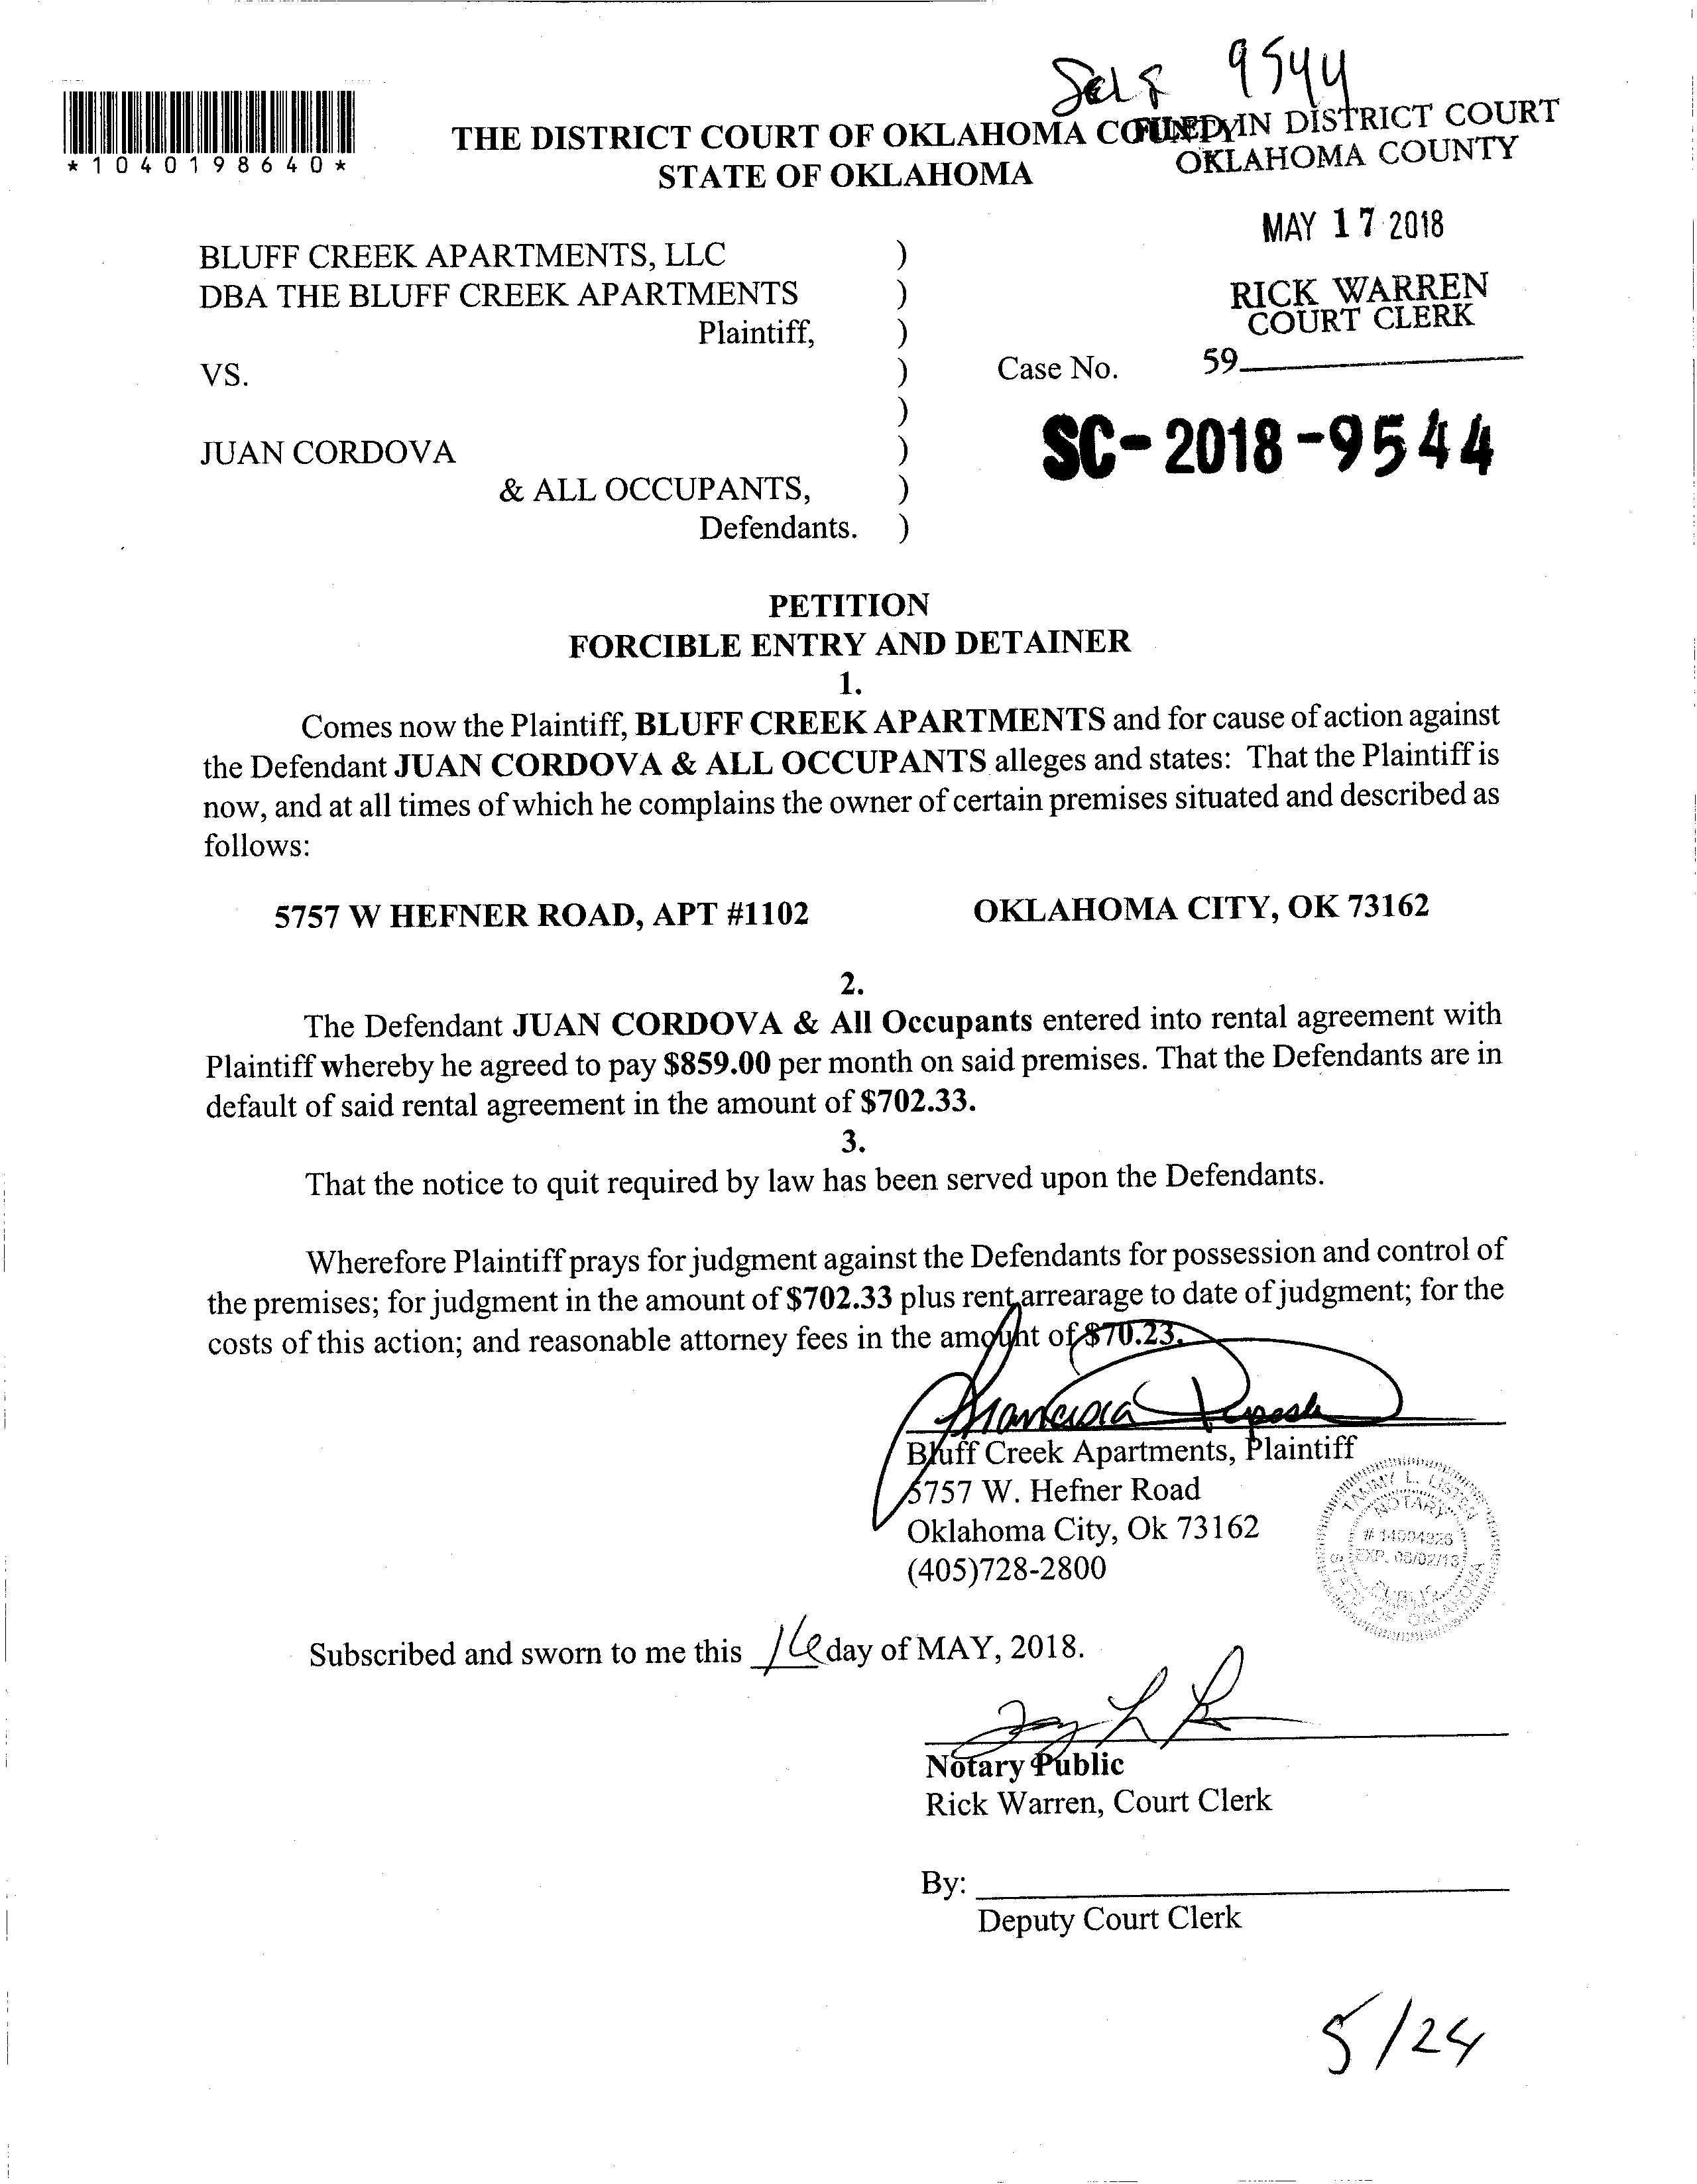 Self 9544
*1040198640*
THE DISTRICT COURT OF OKLAHOMA COUNTY
STATE OF OKLAHOMA
FILED IN DISTRICT COURT
OKLAHOMA COUNTY
MAY 17 2018
RICK WARREN
COURT CLERK
59
BLUFF CREEK APARTMENTS, LLC )
DBA THE BLUFF CREEK APARTMENTS )
Plaintiff, )
VS. ) Case No.
)
SC-2018-9544
JUAN CORDOVA )
& ALL OCCUPANTS, )
Defendants. )
PETITION
FORCIBLE ENTRY AND DETAINER
1.
Comes now the Plaintiff, BLUFF CREEK APARTMENTS and for cause of action against
the Defendant JUAN CORDOVA & ALL OCCUPANTS alleges and states: That the Plaintiff is
now, and at all times of which he complains the owner of certain premises situated and described as
follows:
5757 W HEFNER ROAD, APT #1102 OKLAHOMA CITY, OK 73162
2.
The Defendant JUAN CORDOVA & All Occupants entered into rental agreement with
Plaintiff whereby he agreed to pay $859.00 per month on said premises. That the Defendants are in
default of said rental agreement in the amount of $702.33.
3.
That the notice to quit required by law has been served upon the Defendants.
Wherefore Plaintiff prays for judgment against the Defendants for possession and control of
the premises; for judgment in the amount of $702.33 plus rent arrearage to date of judgment; for the
costs of this action; and reasonable attorney fees in the amount of $70.23.
Bluff Creek Apartments, Plaintiff
5757 W. Hefner Road
Oklahoma City, Ok 73162
(405)728-2800
TAMMY L. LISTEN
NOTARY
# 14004926
EXP. 
PUBLIC
STATE OF OKLAHOMA
Subscribed and sworn to me this 16 day of MAY, 2018.
Notary Public
Rick Warren, Court Clerk
By:
Deputy Court Clerk
5/24